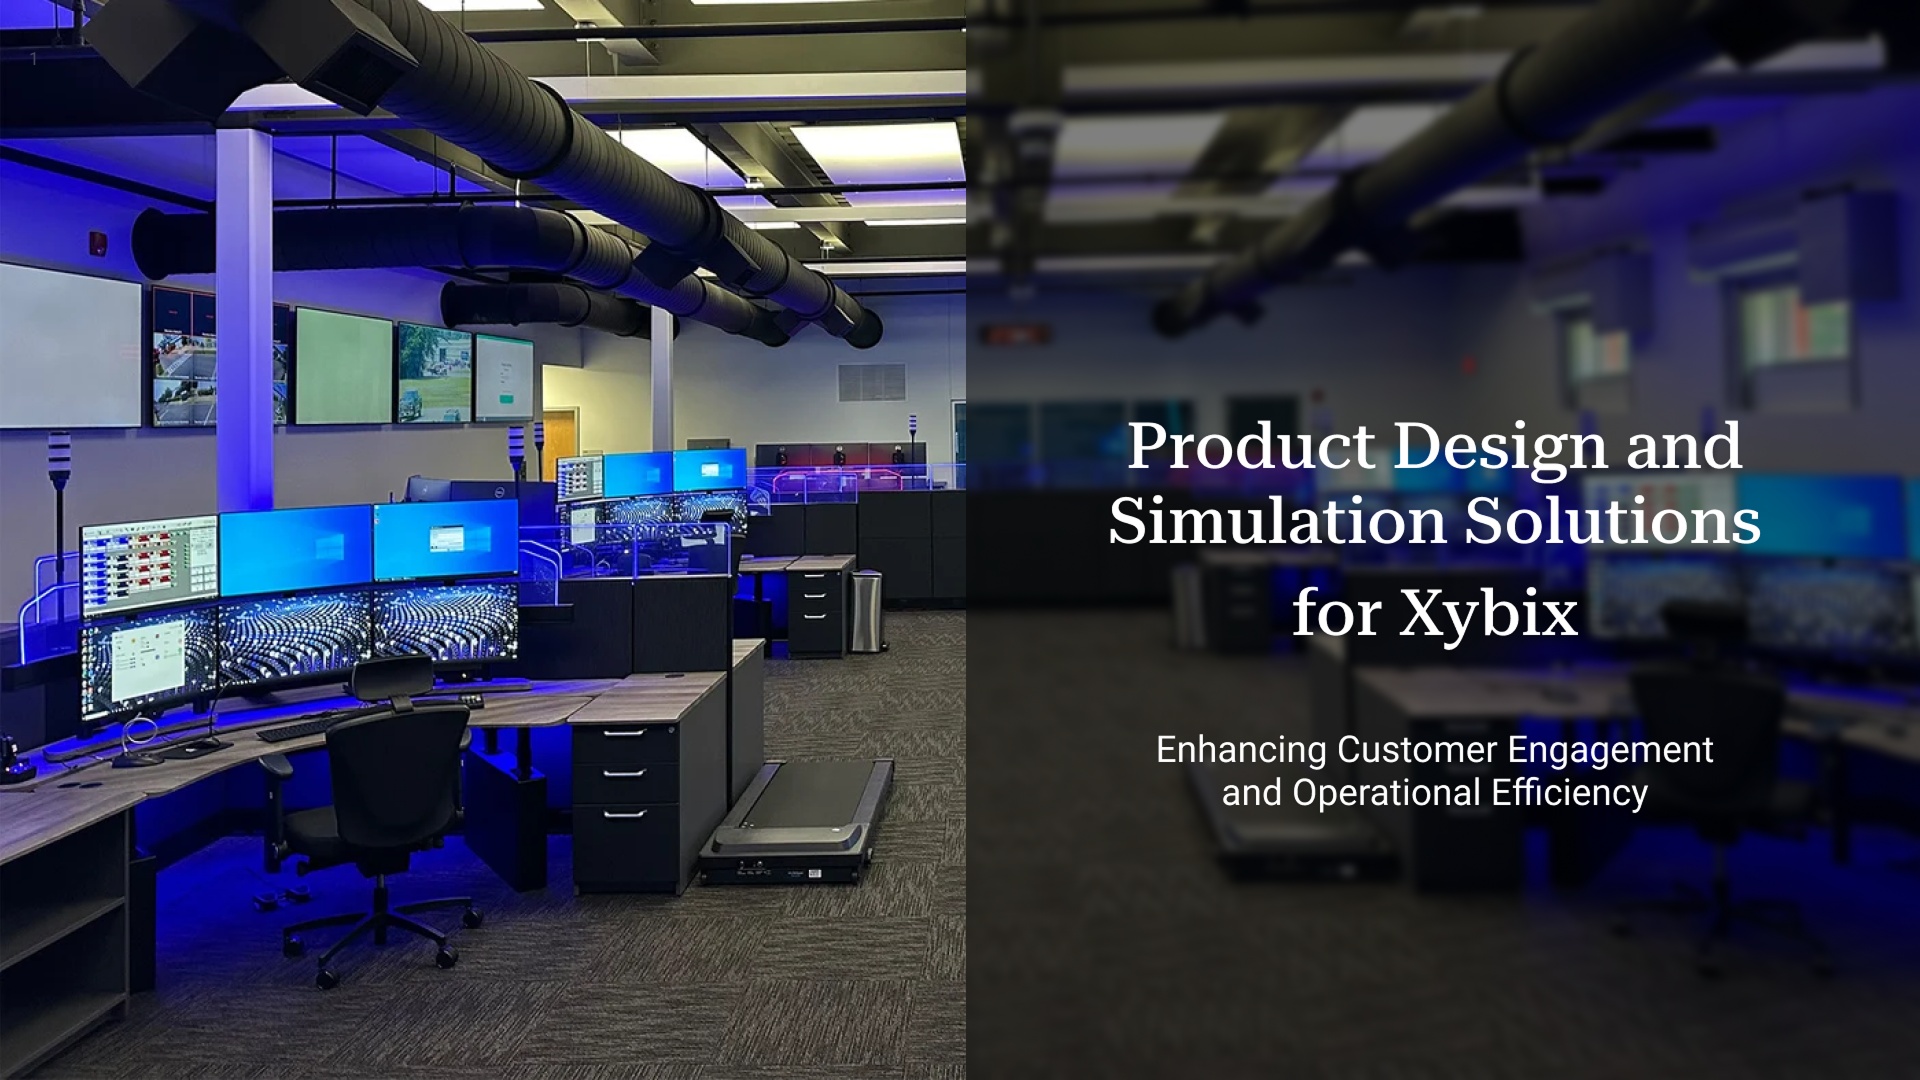 Product Design and
Simulation Solutions
for Xybix
Enhancing Customer Engagement
and Operational Efficiency